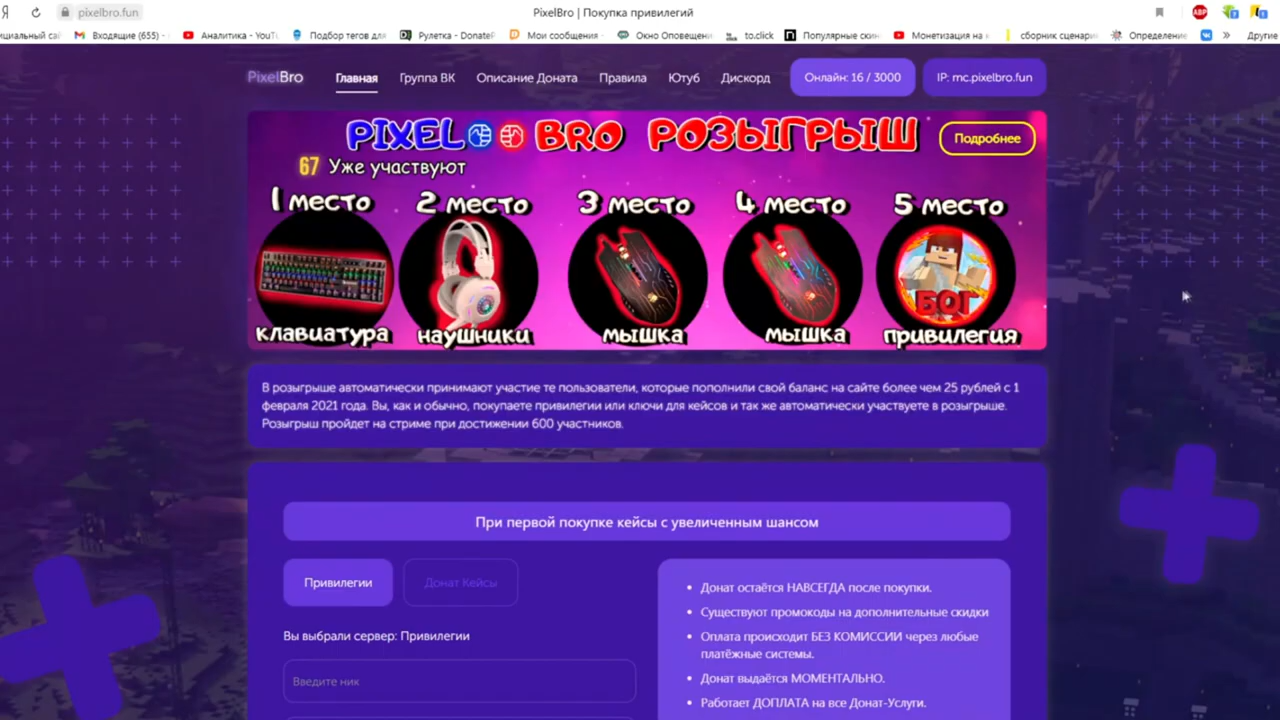 pixelbro.fun
PixelBro | Покупка привилегий
Входящие (655)
Аналитика - YouTu
Подбор тегов для
Рулетка - DonateP
Мои сообщения -
Окно Оповещени
to.click
Популярные ски
Монетизация на
сборник сценари
Определение
Другие
PixelBro
Главная
Группа ВК
Описание Доната
Правила
Ютуб
Дискорд
Онлайн: 16 / 3000
IP: mc.pixelbro.fun
PIXEL BRO РОЗЫГРЫШ
Подробнее
67 Уже участвуют
1 место
2 место
3 место
4 место
5 место
БОГ
клавиатура
наушники
мышка
мышка
привилегия
В розыгрыше автоматически принимают участие те пользователи, которые пополнили свой баланс на сайте более чем 25 рублей с 1
февраля 2021 года. Вы, как и обычно, покупаете привилегии или ключи для кейсов и так же автоматически участвуете в розыгрыше.
Розыгрыш пройдет на стриме при достижении 600 участников.
При первой покупке кейсы с увеличенным шансом
Привилегии
Донат Кейсы
Вы выбрали сервер: Привилегии
Введите ник
Донат остаётся НАВСЕГДА после покупки.
Существуют промокоды на дополнительные скидки
Оплата происходит БЕЗ КОМИССИИ через любые
платёжные системы.
Донат выдаётся МОМЕНТАЛЬНО.
Работает ДОПЛАТА на все Донат-Услуги.